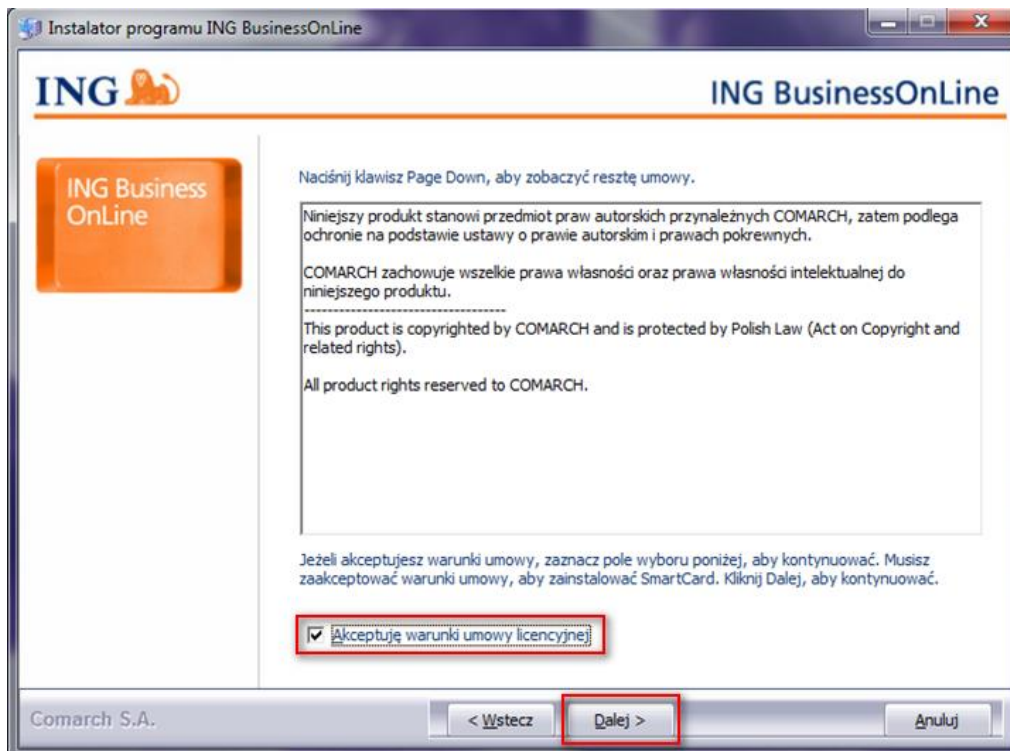 Instalator programu ING BusinessOnLine
ING
ING BusinessOnLine
ING Business
OnLine
Naciśnij klawisz Page Down, aby zobaczyć resztę umowy.
Niniejszy produkt stanowi przedmiot praw autorskich przynależnych COMARCH, zatem podlega
ochronie na podstawie ustawy o prawie autorskim i prawach pokrewnych.
COMARCH zachowuje wszelkie prawa własności oraz prawa własności intelektualnej do
niniejszego produktu.
-----------------------------------
This product is copyrighted by COMARCH and is protected by Polish Law (Act on Copyright and
related rights).
All product rights reserved to COMARCH.
Jeżeli akceptujesz warunki umowy, zaznacz pole wyboru poniżej, aby kontynuować. Musisz
zaakceptować warunki umowy, aby zainstalować SmartCard. Kliknij Dalej, aby kontynuować.
Akceptuję warunki umowy licencyjnej
Comarch S.A.
< Wstecz
Dalej >
Anuluj